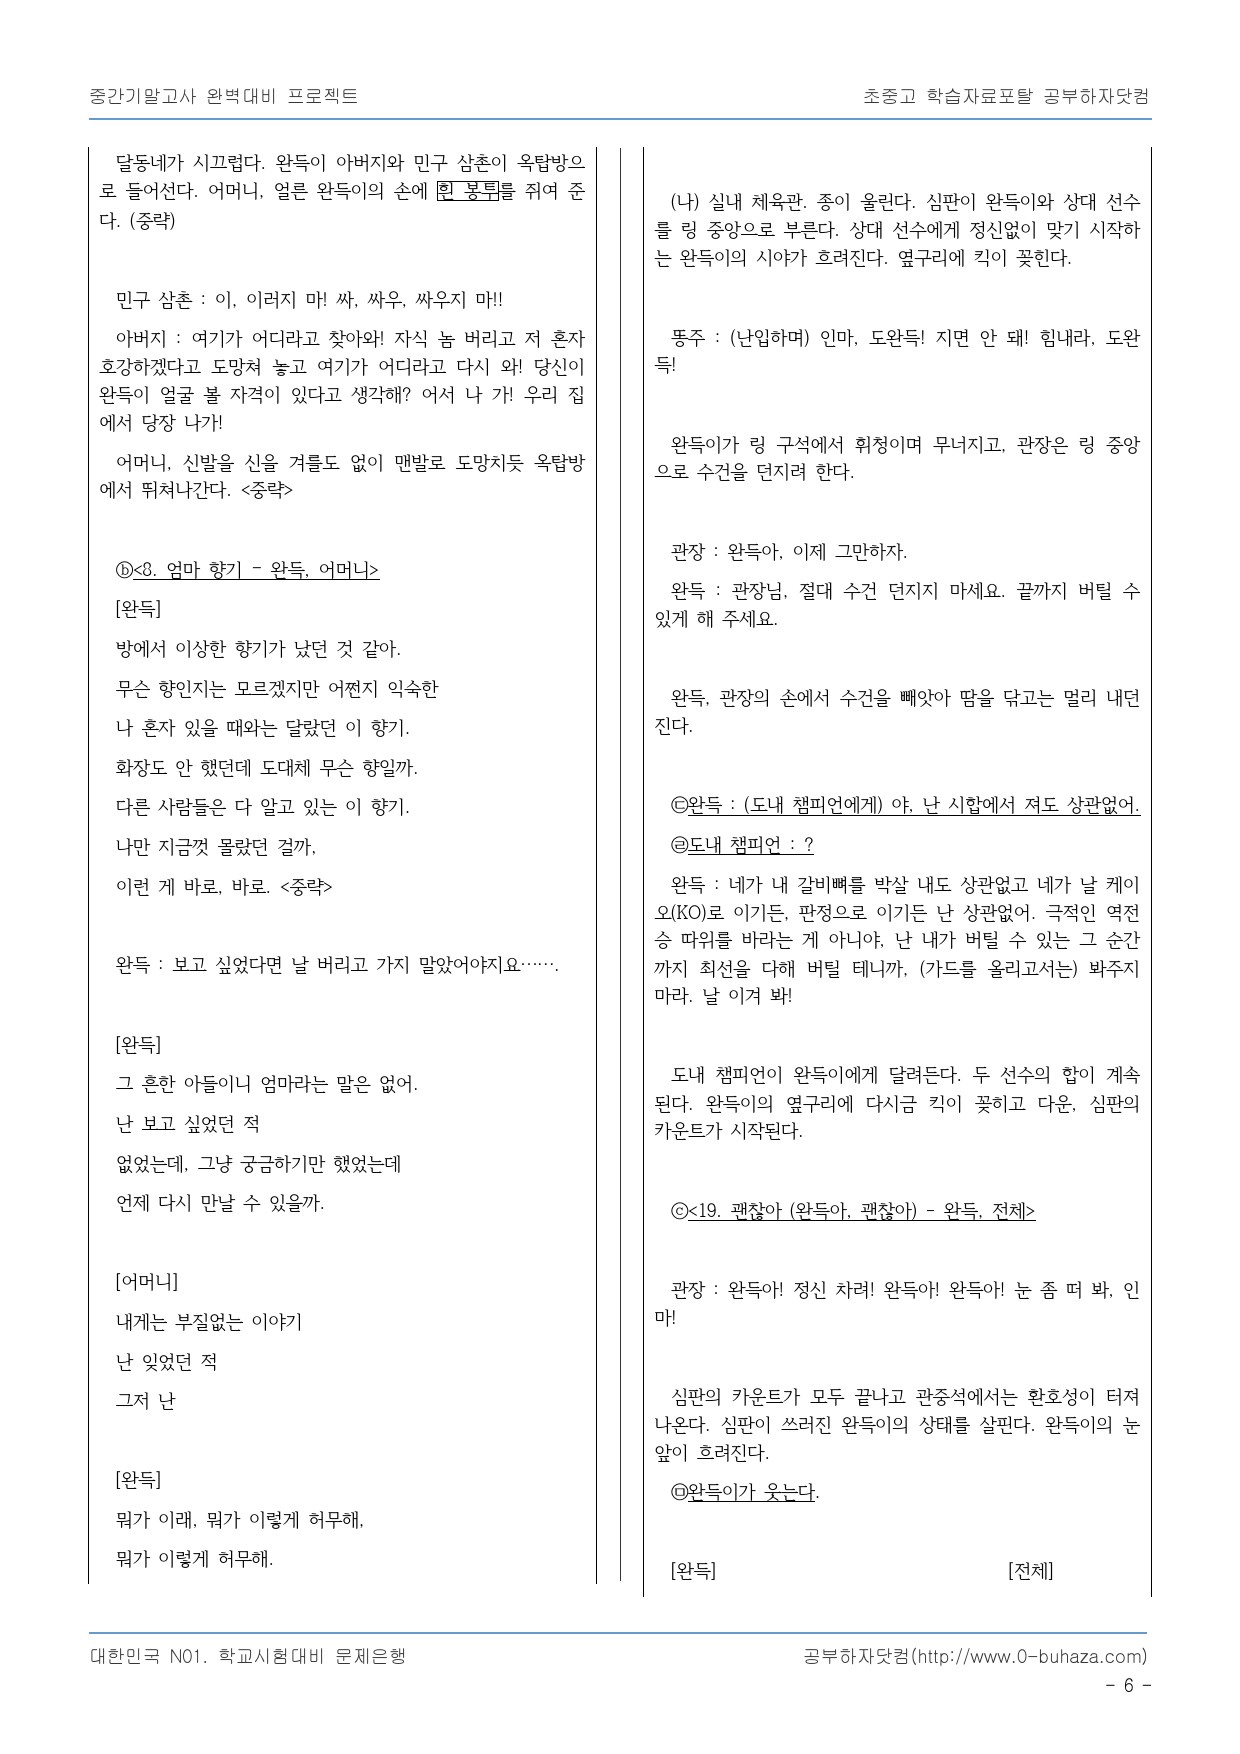 중간기말고사 완벽대비 프로젝트
초중고 학습자료포탈 공부하자닷컴
달동네가 시끄럽다. 완득이 아버지와 민구 삼촌이 옥탑방으
로 들어선다. 어머니, 얼른 완득이의 손에 흰 봉투를 쥐여 준
다. (중략)
민구 삼촌 : 이, 이러지 마! 싸, 싸우, 싸우지 마!!
아버지 : 여기가 어디라고 찾아와! 자식 놈 버리고 저 혼자
호강하겠다고 도망쳐 놓고 여기가 어디라고 다시 와! 당신이
완득이 얼굴 볼 자격이 있다고 생각해? 어서 나 가! 우리 집
에서 당장 나가!
어머니, 신발을 신을 겨를도 없이 맨발로 도망치듯 옥탑방
에서 뛰쳐나간다. <중략>
ⓑ<8. 엄마 향기 - 완득, 어머니>
[완득]
방에서 이상한 향기가 났던 것 같아.
무슨 향인지는 모르겠지만 어쩐지 익숙한
나 혼자 있을 때와는 달랐던 이 향기.
화장도 안 했던데 도대체 무슨 향일까.
다른 사람들은 다 알고 있는 이 향기.
나만 지금껏 몰랐던 걸까,
이런 게 바로, 바로. <중략>
완득 : 보고 싶었다면 날 버리고 가지 말았어야지요…….
[완득]
그 흔한 아들이니 엄마라는 말은 없어.
난 보고 싶었던 적
없었는데, 그냥 궁금하기만 했었는데
언제 다시 만날 수 있을까.
[어머니]
내게는 부질없는 이야기
난 잊었던 적
그저 난
[완득]
뭐가 이래, 뭐가 이렇게 허무해,
뭐가 이렇게 허무해.
(나) 실내 체육관. 종이 울린다. 심판이 완득이와 상대 선수
를 링 중앙으로 부른다. 상대 선수에게 정신없이 맞기 시작하
는 완득이의 시야가 흐려진다. 옆구리에 킥이 꽂힌다.
똥주 : (난입하며) 인마, 도완득! 지면 안 돼! 힘내라, 도완
득!
완득이가 링 구석에서 휘청이며 무너지고, 관장은 링 중앙
으로 수건을 던지려 한다.
관장 : 완득아, 이제 그만하자.
완득 : 관장님, 절대 수건 던지지 마세요. 끝까지 버틸 수
있게 해 주세요.
완득, 관장의 손에서 수건을 빼앗아 땀을 닦고는 멀리 내던
진다.
㉢완득 : (도내 챔피언에게) 야, 난 시합에서 져도 상관없어.
㉣도내 챔피언 : ?
완득 : 네가 내 갈비뼈를 박살 내도 상관없고 네가 날 케이
오(KO)로 이기든, 판정으로 이기든 난 상관없어. 극적인 역전
승 따위를 바라는 게 아니야, 난 내가 버틸 수 있는 그 순간
까지 최선을 다해 버틸 테니까, (가드를 올리고서는) 봐주지
마라. 날 이겨 봐!
도내 챔피언이 완득이에게 달려든다. 두 선수의 합이 계속
된다. 완득이의 옆구리에 다시금 킥이 꽂히고 다운, 심판의
카운트가 시작된다.
ⓒ<19. 괜찮아 (완득아, 괜찮아) - 완득, 전체>
관장 : 완득아! 정신 차려! 완득아! 완득아! 눈 좀 떠 봐, 인
마!
심판의 카운트가 모두 끝나고 관중석에서는 환호성이 터져
나온다. 심판이 쓰러진 완득이의 상태를 살핀다. 완득이의 눈
앞이 흐려진다.
㉤완득이가 웃는다.
[완득] [전체]
대한민국 N01. 학교시험대비 문제은행
공부하자닷컴(http://www.0-buhaza.com)
- 6 -